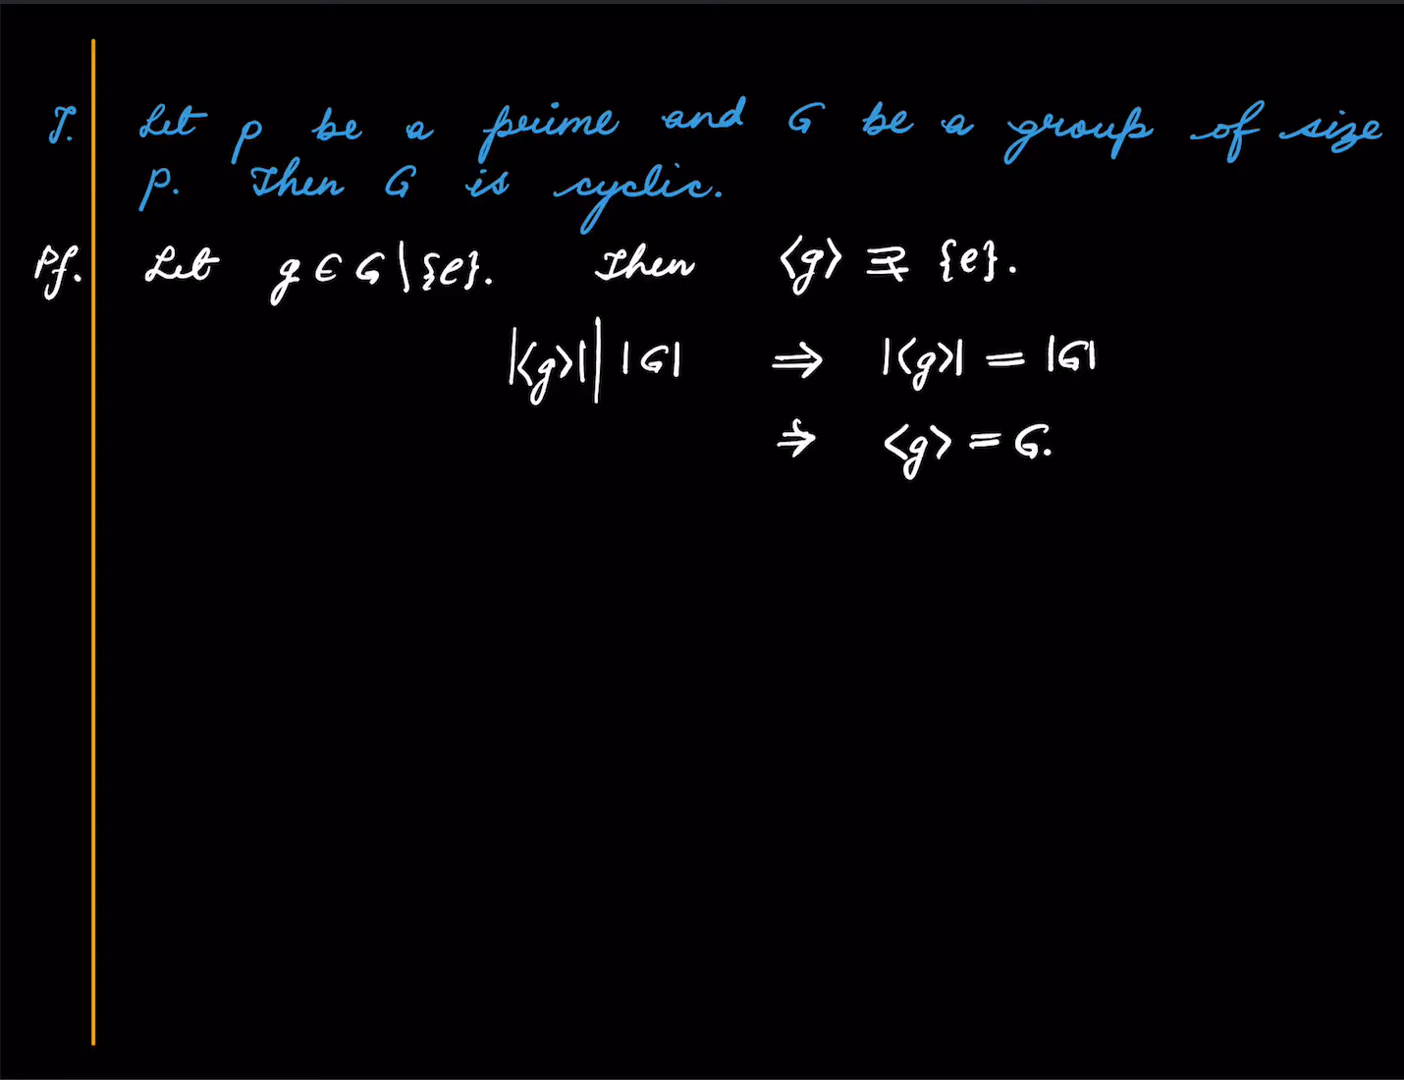 T. Let p be a prime and G be a group of size
p. Then G is cyclic.
Pf. Let g ∈ G \ {e}. Then ⟨g⟩ ⊋ {e}.
|⟨g⟩| | |G| ⇒ |⟨g⟩| = |G|
⇒ ⟨g⟩ = G.